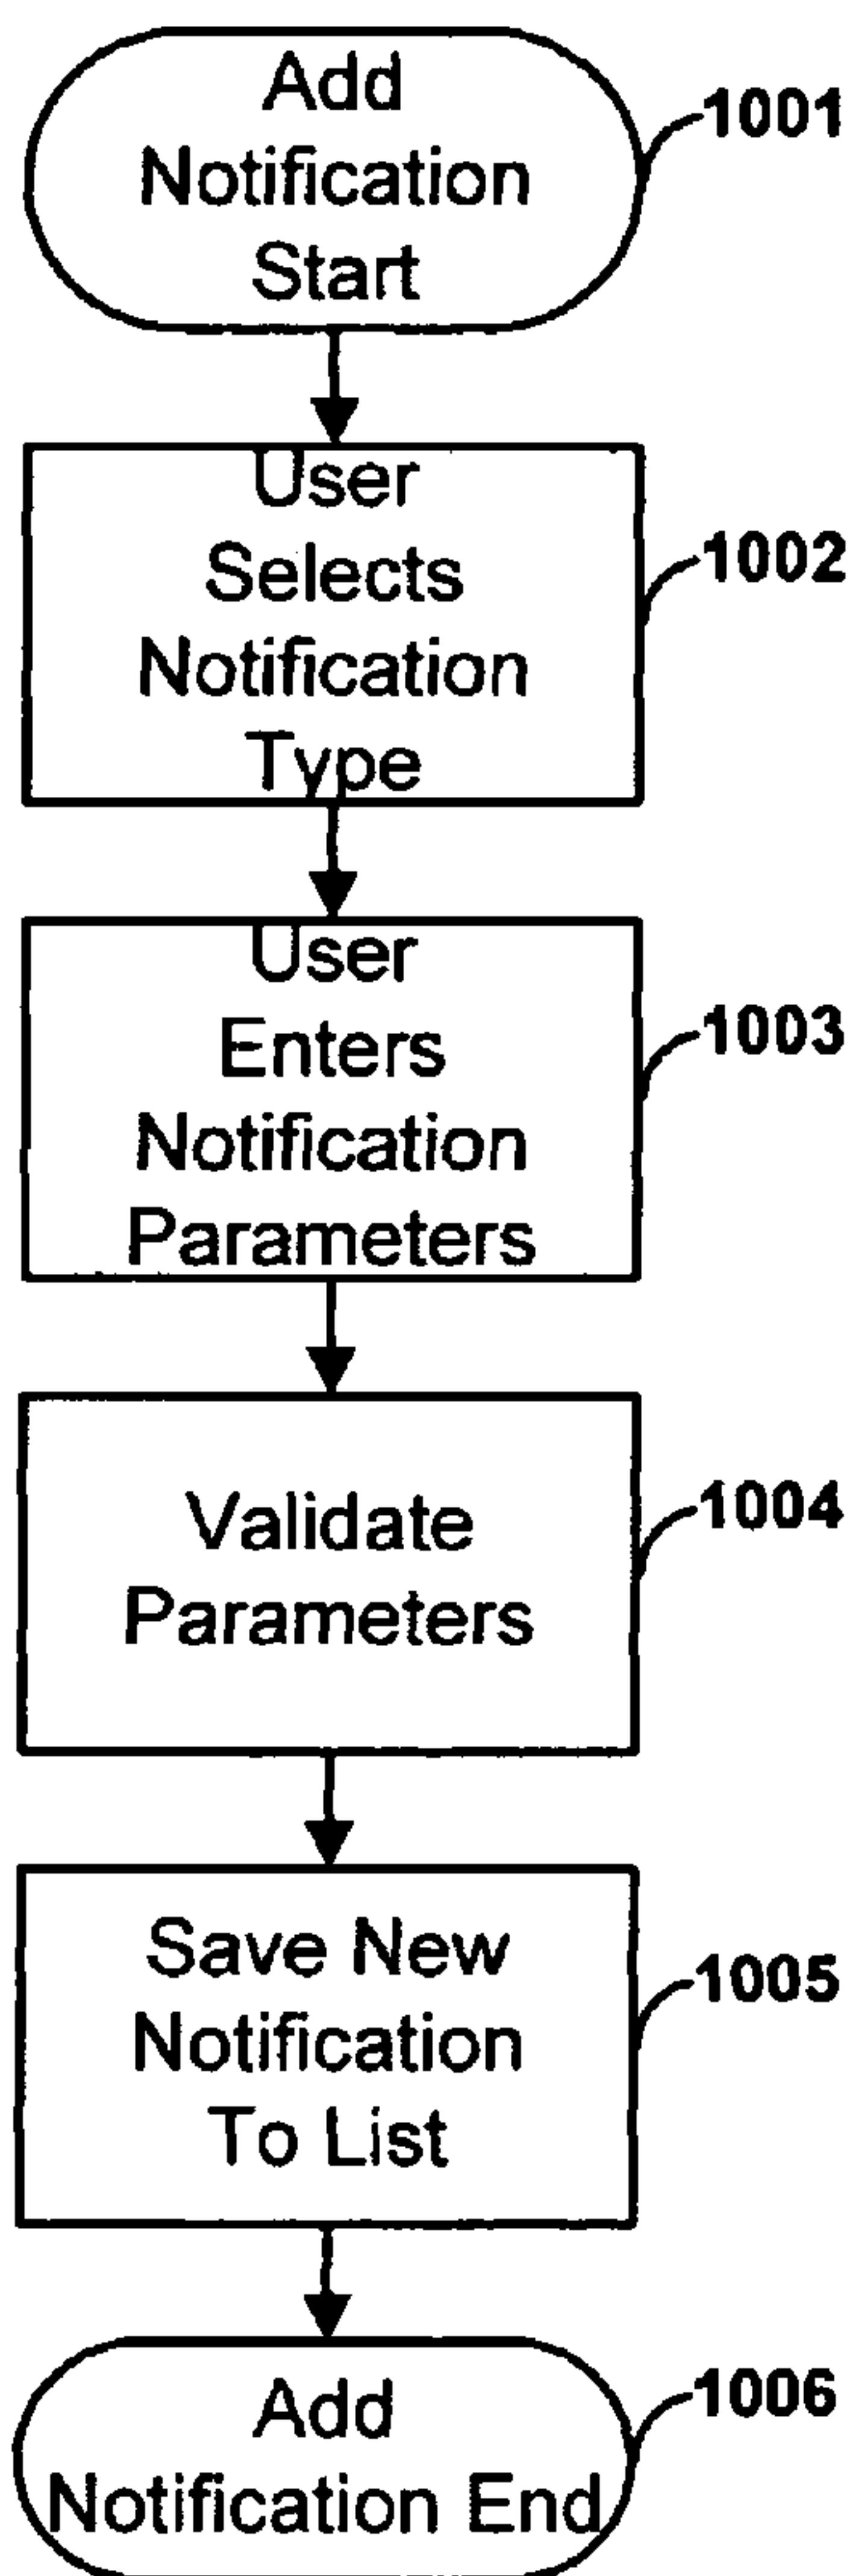 Add
Notification
Start
1001
User
Selects
Notification
Type
1002
User
Enters
Notification
Parameters
1003
Validate
Parameters
1004
Save New
Notification
To List
1005
Add
Notification End
1006